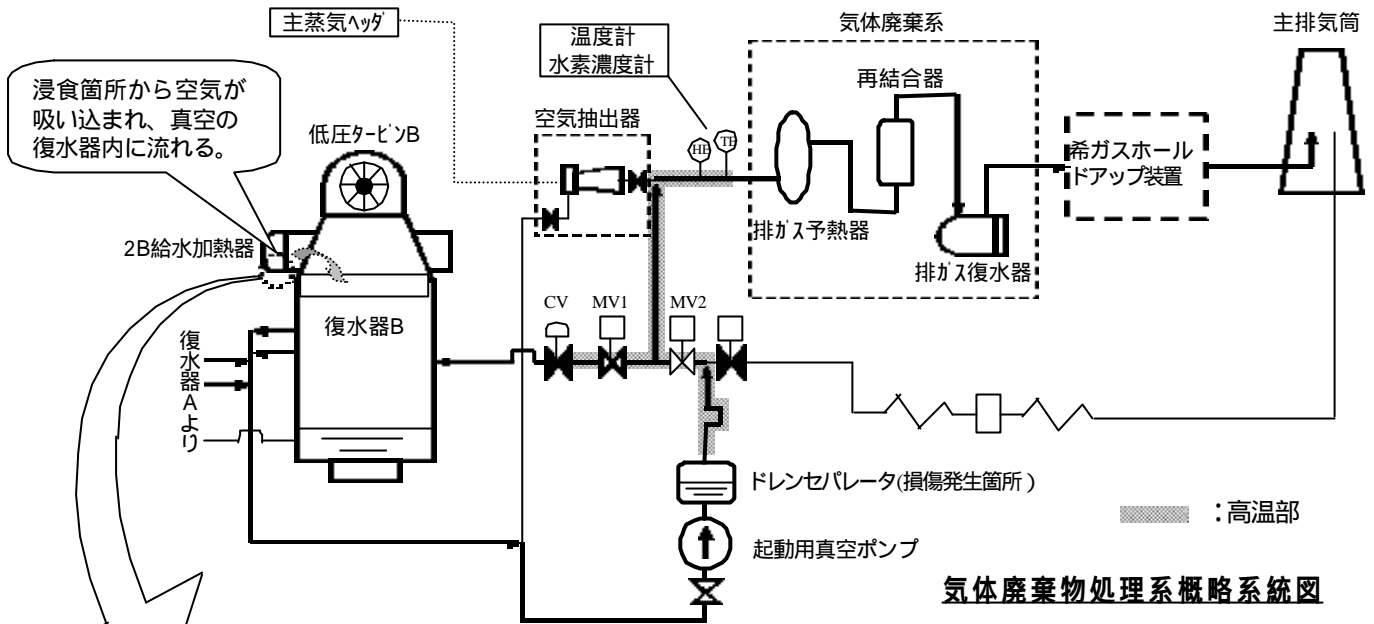 主蒸気ヘッダ
気体廃棄系
主排気筒
温度計
水素濃度計
浸食箇所から空気が
吸い込まれ、真空の
復水器内に流れる。
再結合器
空気抽出器
低圧タービンB
HE
TE
希ガスホール
ドアップ装置
排ガス予熱器
2B給水加熱器
排ガス復水器
CV
MV1
MV2
復水器B
復水器Aより
ドレンセパレータ(損傷発生箇所)
:高温部
起動用真空ポンプ
気体廃棄物処理系概略系統図